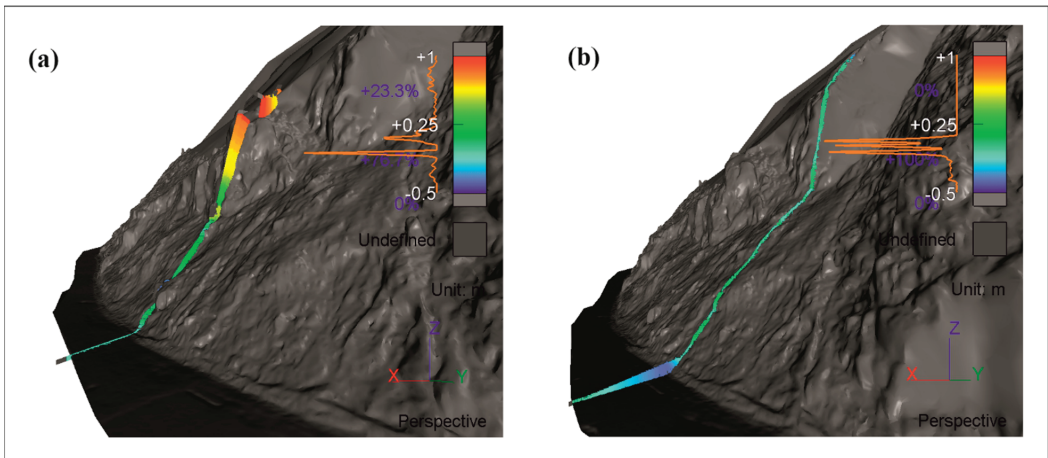 (a)
+1
+23.3%
+0.25
-0.5
0%
Undefined
Unit: m
Z
X
Y
Perspective
(b)
+1
0%
+0.25
+100%
-0.5
0%
Undefined
Unit: m
Z
X
Y
Perspective